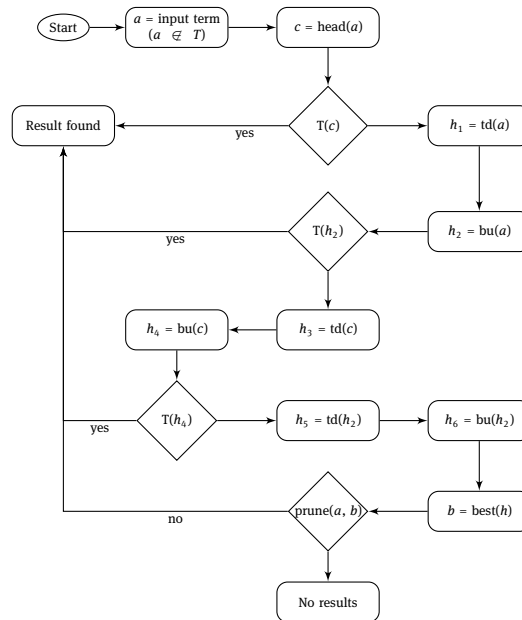 Start
a = input term
(a ∉ T)
c = head(a)
Result found
yes
T(c)
h₁ = td(a)
yes
T(h₂)
h₂ = bu(a)
h₄ = bu(c)
h₃ = td(c)
yes
T(h₄)
h₅ = td(h₂)
h₆ = bu(h₂)
no
prune(a, b)
b = best(h)
No results